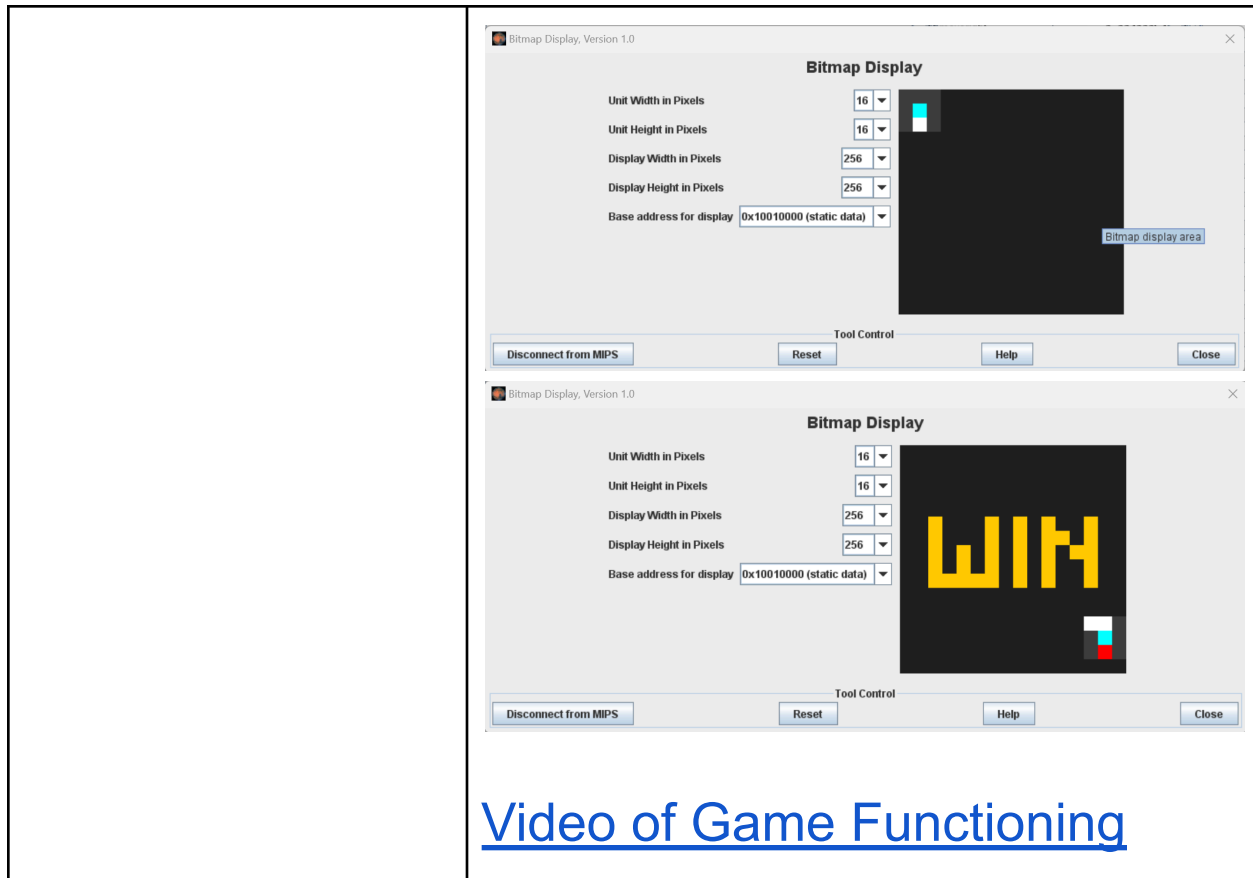 Bitmap Display, Version 1.0
Bitmap Display
Unit Width in Pixels 16
Unit Height in Pixels 16
Display Width in Pixels 256
Display Height in Pixels 256
Base address for display 0x10010000 (static data)
Bitmap display area
Tool Control
Disconnect from MIPS Reset Help Close
Bitmap Display, Version 1.0
Bitmap Display
Unit Width in Pixels 16
Unit Height in Pixels 16
Display Width in Pixels 256
Display Height in Pixels 256
Base address for display 0x10010000 (static data)
WIN
Tool Control
Disconnect from MIPS Reset Help Close
Video of Game Functioning